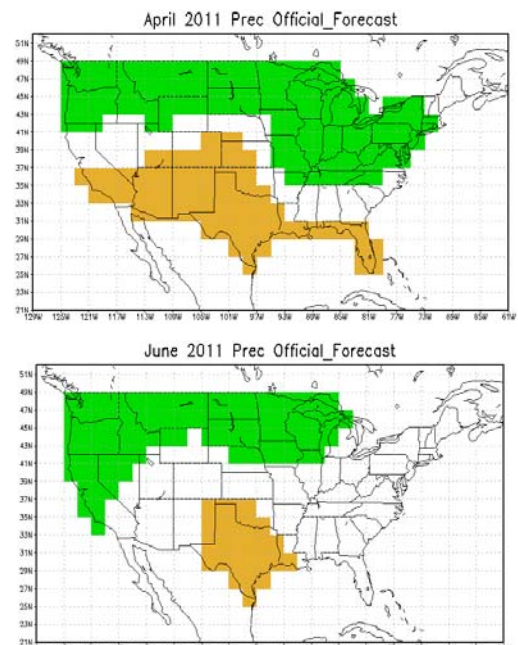 April 2011 Prec Official_Forecast
51N
49N
47N
45N
43N
41N
39N
37N
35N
33N
31N
29N
27N
25N
23N
21N
129W 125W 121W 117W 113W 109W 105W 101W 97W 93W 89W 85W 81W 77W 73W 69W 65W 61W
June 2011 Prec Official_Forecast
51N
49N
47N
45N
43N
41N
39N
37N
35N
33N
31N
29N
27N
25N
23N
21N